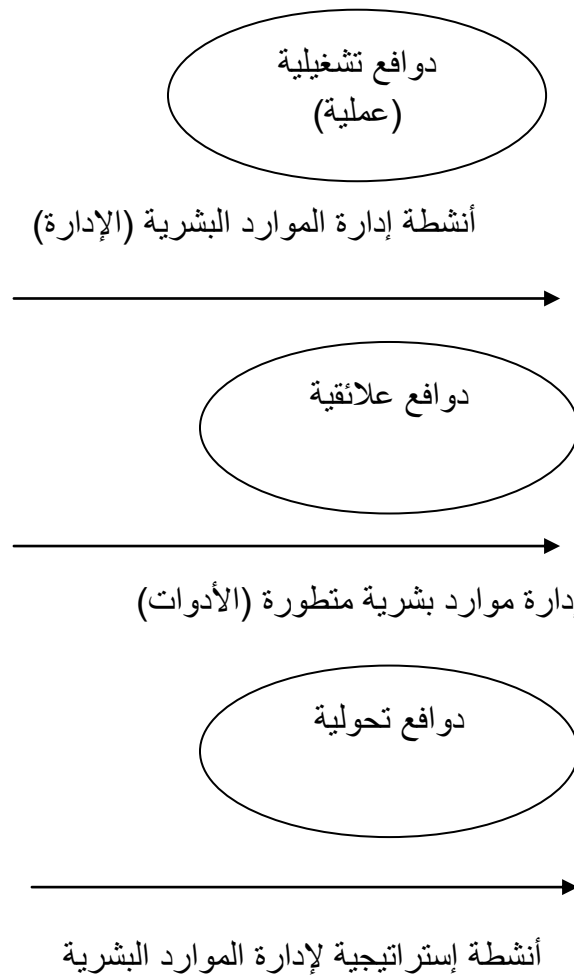 دوافع تشغيلية
(عملية)
أنشطة إدارة الموارد البشرية (الإدارة)
دوافع علائقية
دارة موارد بشرية متطورة (الأدوات)
دوافع تحولية
أنشطة إستراتيجية لإدارة الموارد البشرية